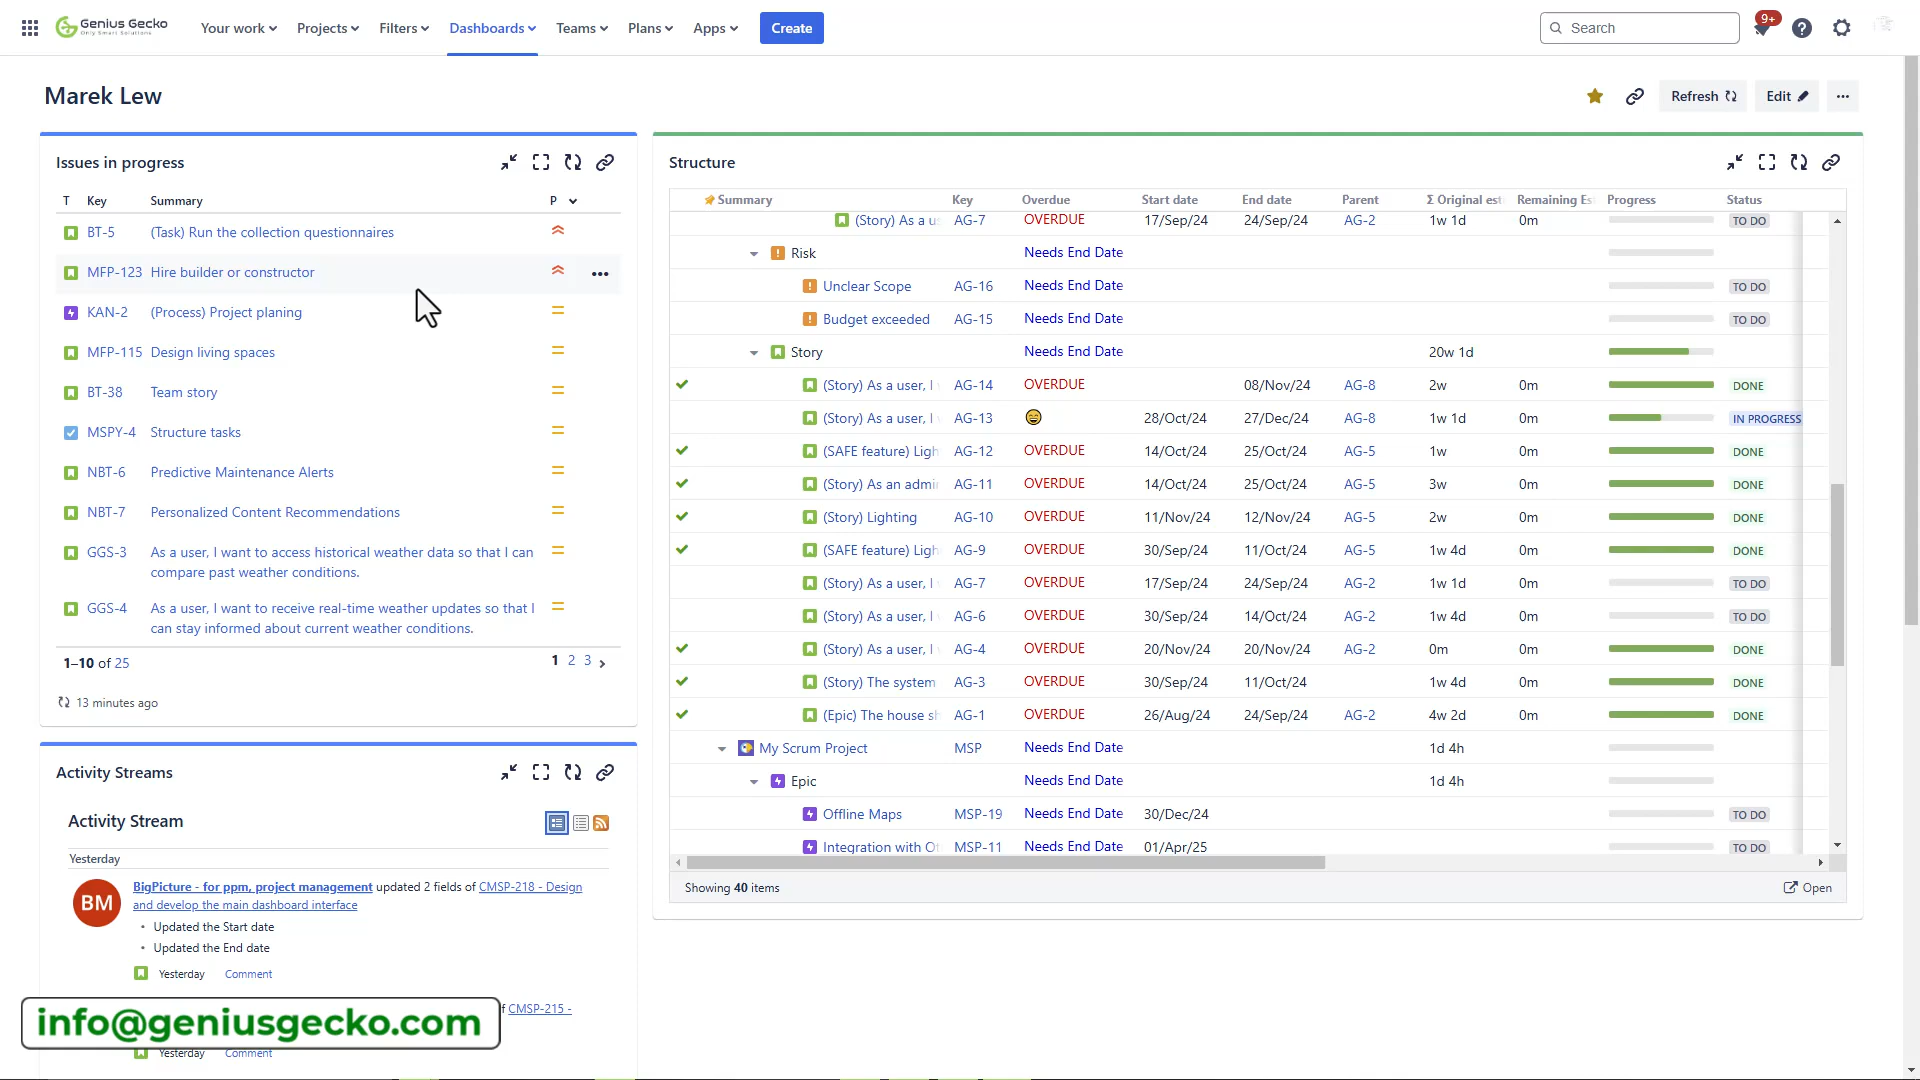 Genius Gecko
Only Smart Solutions
Your work
Projects
Filters
Dashboards
Teams
Plans
Apps
Create
Search
9+
Marek Lew
Refresh
Edit
Issues in progress
T Key Summary P
BT-5 (Task) Run the collection questionnaires
MFP-123 Hire builder or constructor
KAN-2 (Process) Project planing
MFP-115 Design living spaces
BT-38 Team story
MSPY-4 Structure tasks
NBT-6 Predictive Maintenance Alerts
NBT-7 Personalized Content Recommendations
GGS-3 As a user, I want to access historical weather data so that I can
compare past weather conditions.
GGS-4 As a user, I want to receive real-time weather updates so that I
can stay informed about current weather conditions.
1–10 of 25 1 2 3
13 minutes ago
Activity Streams
Activity Stream
Yesterday
BM
BigPicture - for ppm, project management updated 2 fields of CMSP-218 - Design
and develop the main dashboard interface
• Updated the Start date
• Updated the End date
Yesterday Comment
f CMSP-215 -
info@geniusgecko.com
Yesterday Comment
Structure
Summary Key Overdue Start date End date Parent Σ Original esti Remaining Es Progress Status
(Story) As a us AG-7 OVERDUE 17/Sep/24 24/Sep/24 AG-2 1w 1d 0m TO DO
Risk Needs End Date
Unclear Scope AG-16 Needs End Date TO DO
Budget exceeded AG-15 Needs End Date TO DO
Story Needs End Date 20w 1d
(Story) As a user, I AG-14 OVERDUE 08/Nov/24 AG-8 2w 0m DONE
(Story) As a user, I AG-13 😄 28/Oct/24 27/Dec/24 AG-8 1w 1d 0m IN PROGRESS
(SAFE feature) Ligh AG-12 OVERDUE 14/Oct/24 25/Oct/24 AG-5 1w 0m DONE
(Story) As an admi AG-11 OVERDUE 14/Oct/24 25/Oct/24 AG-5 3w 0m DONE
(Story) Lighting AG-10 OVERDUE 11/Nov/24 12/Nov/24 AG-5 2w 0m DONE
(SAFE feature) Ligh AG-9 OVERDUE 30/Sep/24 11/Oct/24 AG-5 1w 4d 0m DONE
(Story) As a user, I AG-7 OVERDUE 17/Sep/24 24/Sep/24 AG-2 1w 1d 0m TO DO
(Story) As a user, I AG-6 OVERDUE 30/Sep/24 14/Oct/24 AG-2 1w 4d 0m TO DO
(Story) As a user, I AG-4 OVERDUE 20/Nov/24 20/Nov/24 AG-2 0m 0m DONE
(Story) The system AG-3 OVERDUE 30/Sep/24 11/Oct/24 1w 4d 0m DONE
(Epic) The house sh AG-1 OVERDUE 26/Aug/24 24/Sep/24 AG-2 4w 2d 0m DONE
My Scrum Project MSP Needs End Date 1d 4h
Epic Needs End Date 1d 4h
Offline Maps MSP-19 Needs End Date 30/Dec/24 TO DO
Integration with Ot MSP-11 Needs End Date 01/Apr/25 TO DO
Showing 40 items
Open